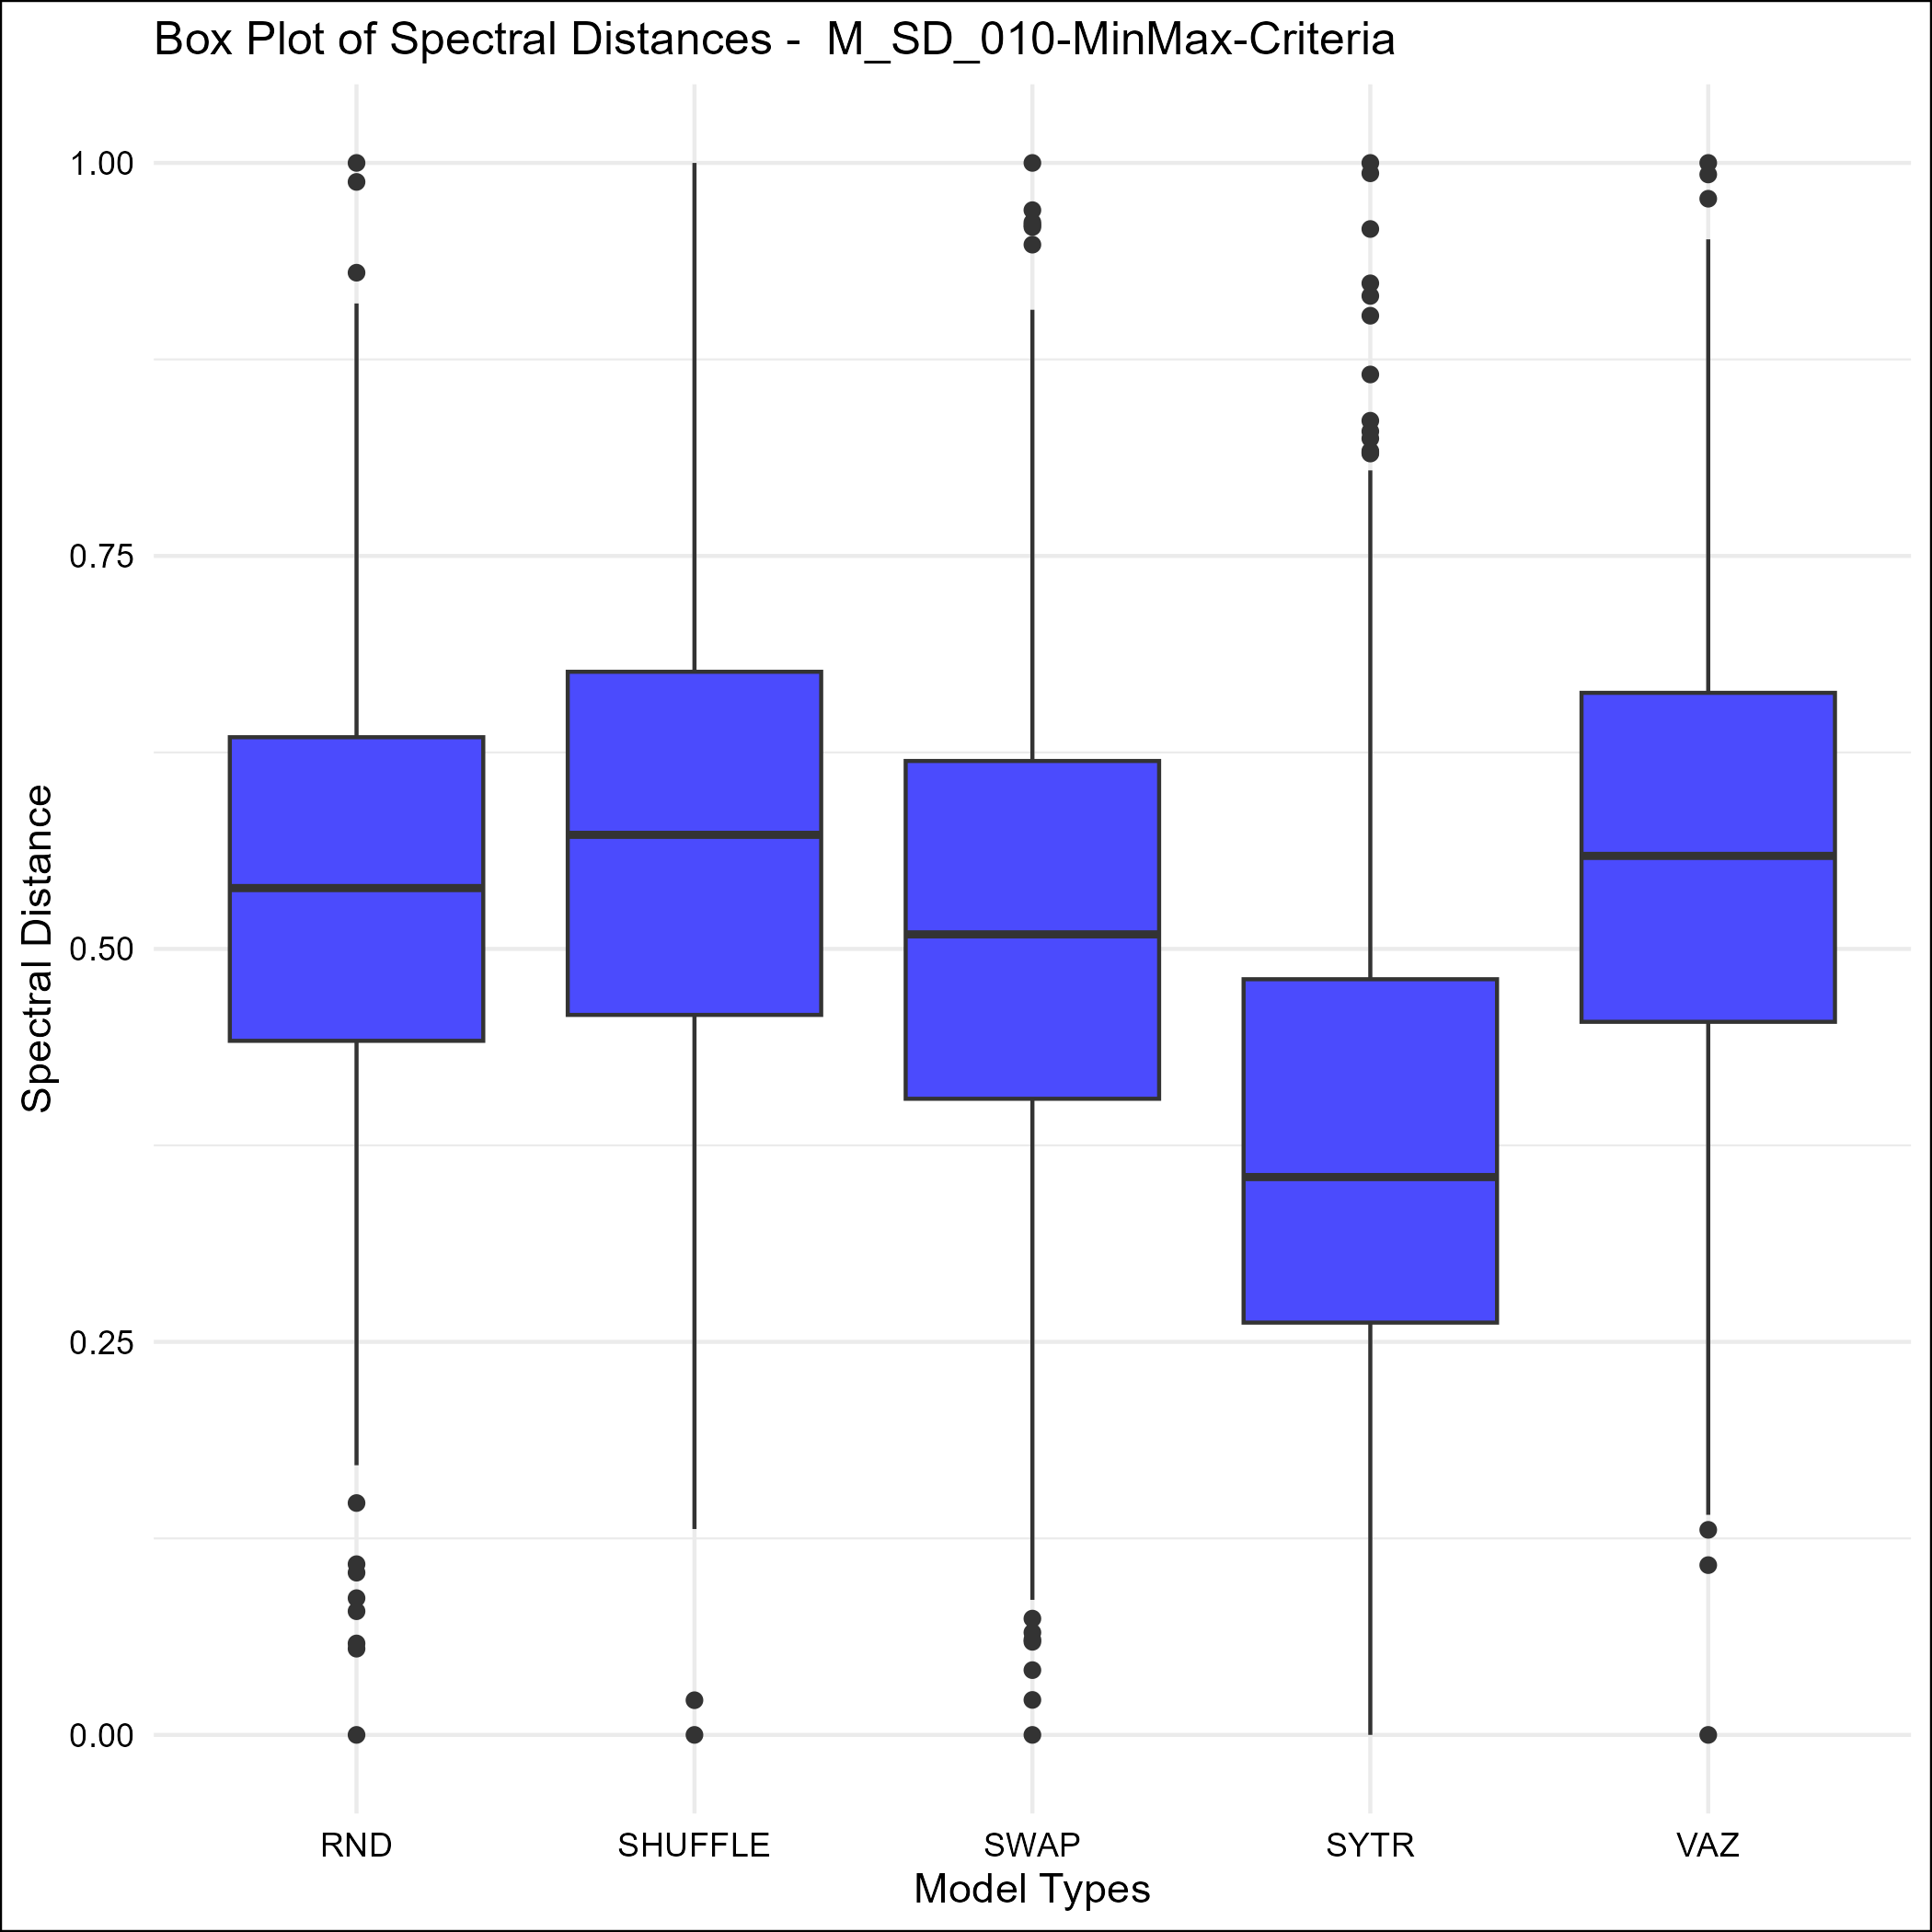 Box Plot of Spectral Distances -  M_SD_010-MinMax-Criteria
1.00
0.75
0.50
0.25
0.00
Spectral Distance
RND SHUFFLE SWAP SYTR VAZ
Model Types